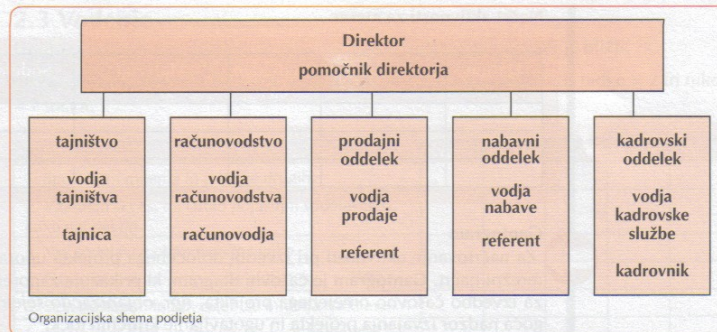 Direktor
pomočnik direktorja
tajništvo
vodja
tajništva
tajnica
računovodstvo
vodja
računovodstva
računovodja
prodajni
oddelek
vodja
prodaje
referent
nabavni
oddelek
vodja
nabave
referent
kadrovski
oddelek
vodja
kadrovske
službe
kadrovnik
Organizacijska shema podjetja